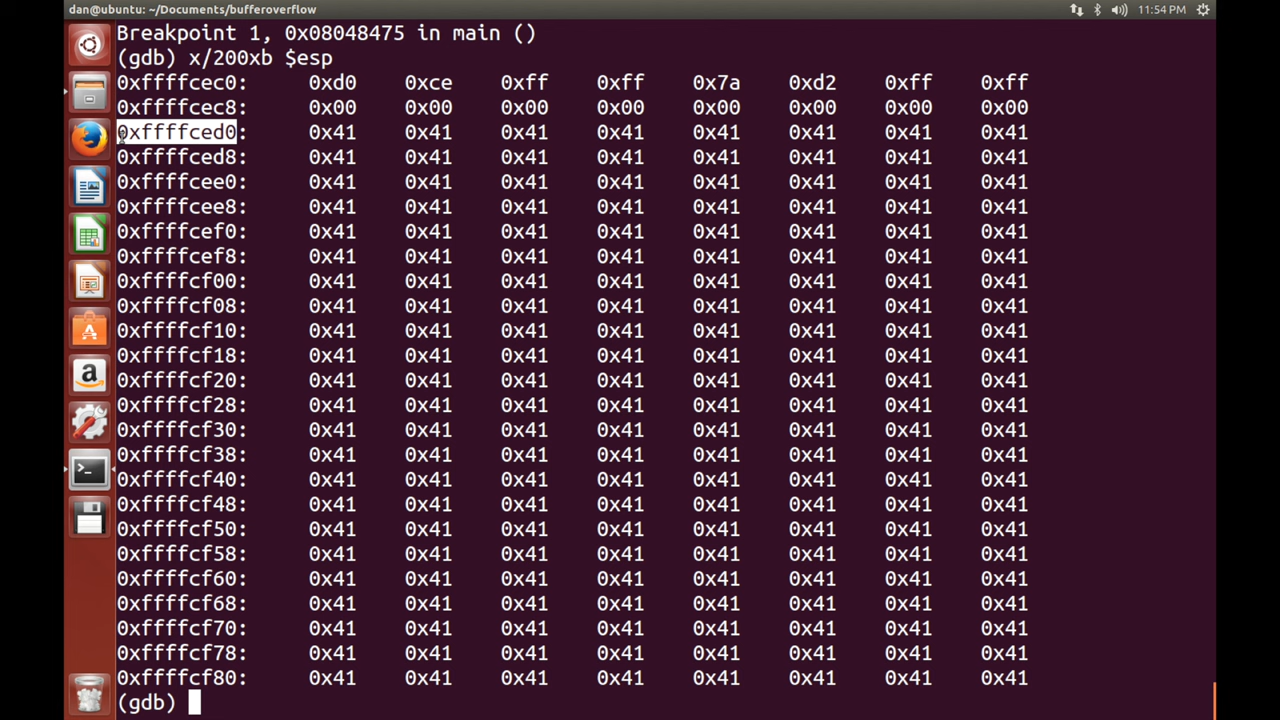 dan@ubuntu: ~/Documents/bufferoverflow 11:54 PM
Breakpoint 1, 0x08048475 in main ()
(gdb) x/200xb $esp
0xffffcec0: 0xd0 0xce 0xff 0xff 0x7a 0xd2 0xff 0xff
0xffffcec8: 0x00 0x00 0x00 0x00 0x00 0x00 0x00 0x00
0xffffced0: 0x41 0x41 0x41 0x41 0x41 0x41 0x41 0x41
0xffffced8: 0x41 0x41 0x41 0x41 0x41 0x41 0x41 0x41
0xffffcee0: 0x41 0x41 0x41 0x41 0x41 0x41 0x41 0x41
0xffffcee8: 0x41 0x41 0x41 0x41 0x41 0x41 0x41 0x41
0xffffcef0: 0x41 0x41 0x41 0x41 0x41 0x41 0x41 0x41
0xffffcef8: 0x41 0x41 0x41 0x41 0x41 0x41 0x41 0x41
0xffffcf00: 0x41 0x41 0x41 0x41 0x41 0x41 0x41 0x41
0xffffcf08: 0x41 0x41 0x41 0x41 0x41 0x41 0x41 0x41
0xffffcf10: 0x41 0x41 0x41 0x41 0x41 0x41 0x41 0x41
0xffffcf18: 0x41 0x41 0x41 0x41 0x41 0x41 0x41 0x41
0xffffcf20: 0x41 0x41 0x41 0x41 0x41 0x41 0x41 0x41
0xffffcf28: 0x41 0x41 0x41 0x41 0x41 0x41 0x41 0x41
0xffffcf30: 0x41 0x41 0x41 0x41 0x41 0x41 0x41 0x41
0xffffcf38: 0x41 0x41 0x41 0x41 0x41 0x41 0x41 0x41
0xffffcf40: 0x41 0x41 0x41 0x41 0x41 0x41 0x41 0x41
0xffffcf48: 0x41 0x41 0x41 0x41 0x41 0x41 0x41 0x41
0xffffcf50: 0x41 0x41 0x41 0x41 0x41 0x41 0x41 0x41
0xffffcf58: 0x41 0x41 0x41 0x41 0x41 0x41 0x41 0x41
0xffffcf60: 0x41 0x41 0x41 0x41 0x41 0x41 0x41 0x41
0xffffcf68: 0x41 0x41 0x41 0x41 0x41 0x41 0x41 0x41
0xffffcf70: 0x41 0x41 0x41 0x41 0x41 0x41 0x41 0x41
0xffffcf78: 0x41 0x41 0x41 0x41 0x41 0x41 0x41 0x41
0xffffcf80: 0x41 0x41 0x41 0x41 0x41 0x41 0x41 0x41
(gdb)